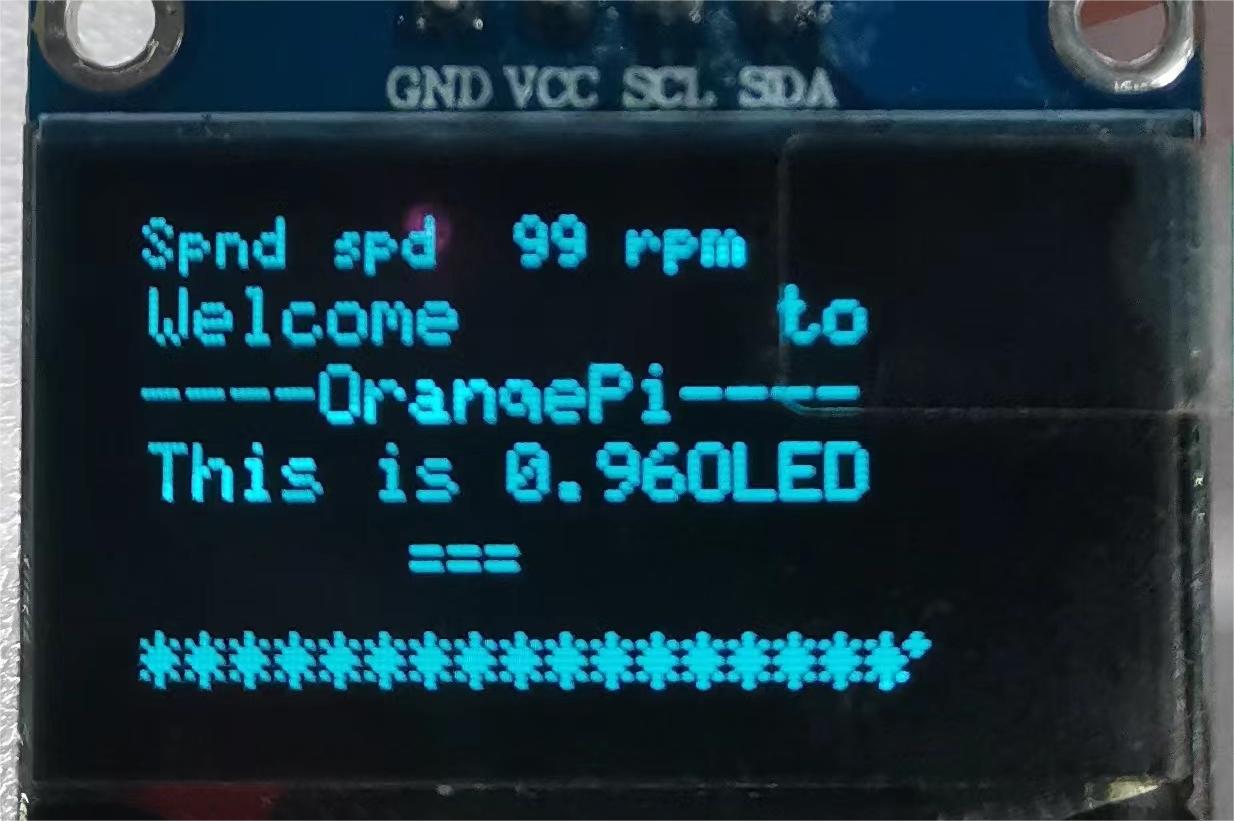 GND VCC SCL SDA
Spnd spd 99 rpm
Welcome to
----OrangePi----
This is 0.96OLED
===
*****************